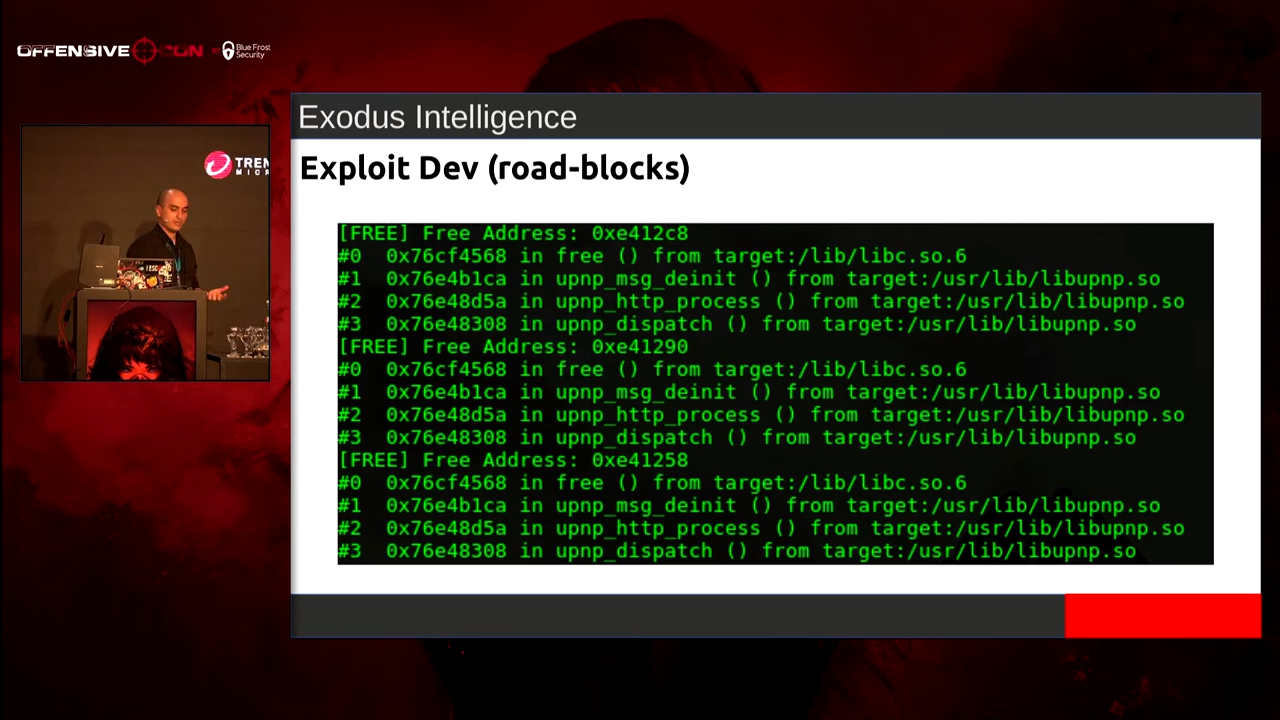 OFFENSIVE CON BY Blue Frost Security
TREN
MICR
Exodus Intelligence
Exploit Dev (road-blocks)
[FREE] Free Address: 0xe412c8
#0 0x76cf4568 in free () from target:/lib/libc.so.6
#1 0x76e4b1ca in upnp_msg_deinit () from target:/usr/lib/libupnp.so
#2 0x76e48d5a in upnp_http_process () from target:/usr/lib/libupnp.so
#3 0x76e48308 in upnp_dispatch () from target:/usr/lib/libupnp.so
[FREE] Free Address: 0xe41290
#0 0x76cf4568 in free () from target:/lib/libc.so.6
#1 0x76e4b1ca in upnp_msg_deinit () from target:/usr/lib/libupnp.so
#2 0x76e48d5a in upnp_http_process () from target:/usr/lib/libupnp.so
#3 0x76e48308 in upnp_dispatch () from target:/usr/lib/libupnp.so
[FREE] Free Address: 0xe41258
#0 0x76cf4568 in free () from target:/lib/libc.so.6
#1 0x76e4b1ca in upnp_msg_deinit () from target:/usr/lib/libupnp.so
#2 0x76e48d5a in upnp_http_process () from target:/usr/lib/libupnp.so
#3 0x76e48308 in upnp_dispatch () from target:/usr/lib/libupnp.so